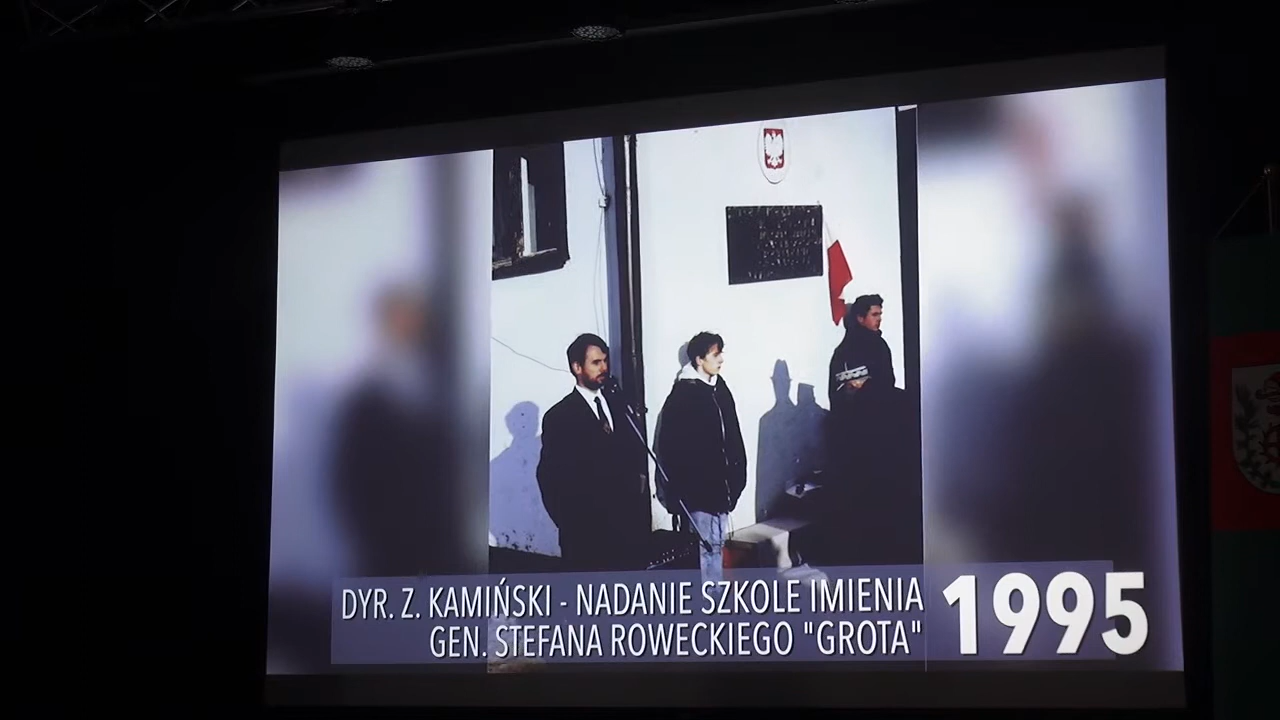 DYR. Z. KAMIŃSKI - NADANIE SZKOLE IMIENIA
GEN. STEFANA ROWECKIEGO "GROTA"
1995